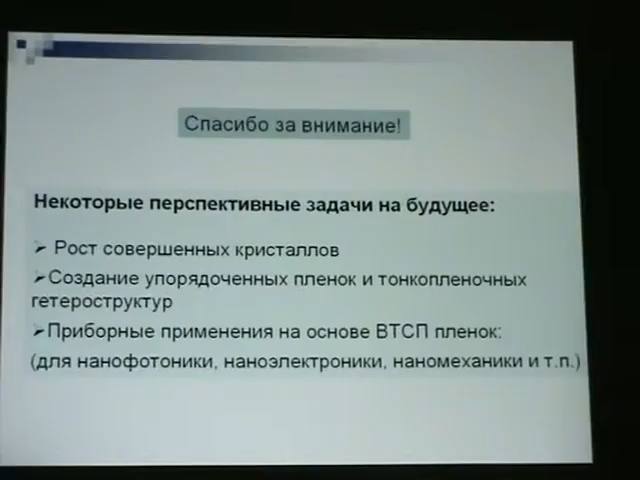 Спасибо за внимание!
Некоторые перспективные задачи на будущее:
Рост совершенных кристаллов
Создание упорядоченных пленок и тонкопленочных
гетероструктур
Приборные применения на основе ВТСП пленок:
(для нанофотоники, наноэлектроники, наномеханики и т.п.)